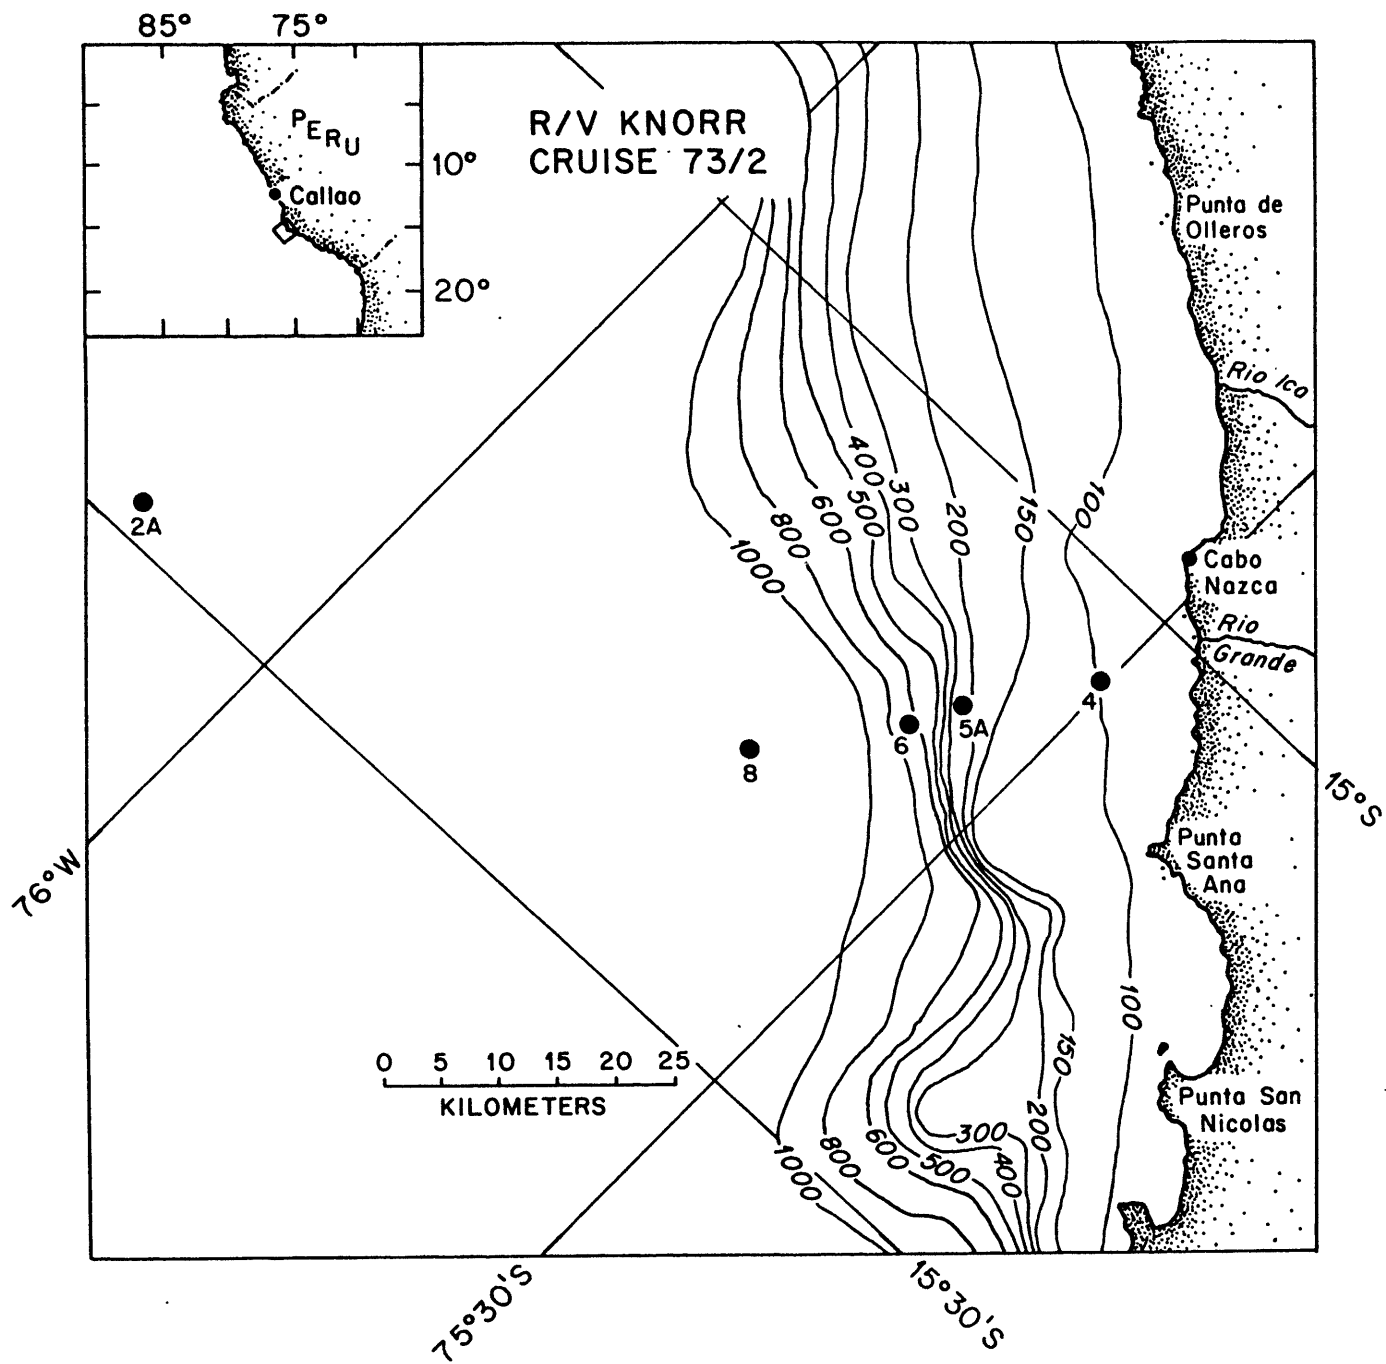 85° 75°
PERU
10°
Callao
20°
R/V KNORR
CRUISE 73/2
Punta de
Olleros
Rio Ica
400
300
100
600
500
200
150
800
1000
2A
Cabo
Nazca
Rio
Grande
4
5A
6
8
15°S
76°W
Punta
Santa
Ana
100
150
0 5 10 15 20 25
KILOMETERS
Punta San
Nicolas
200
300
600
800
500
400
1000
75°30'S
15°30'S